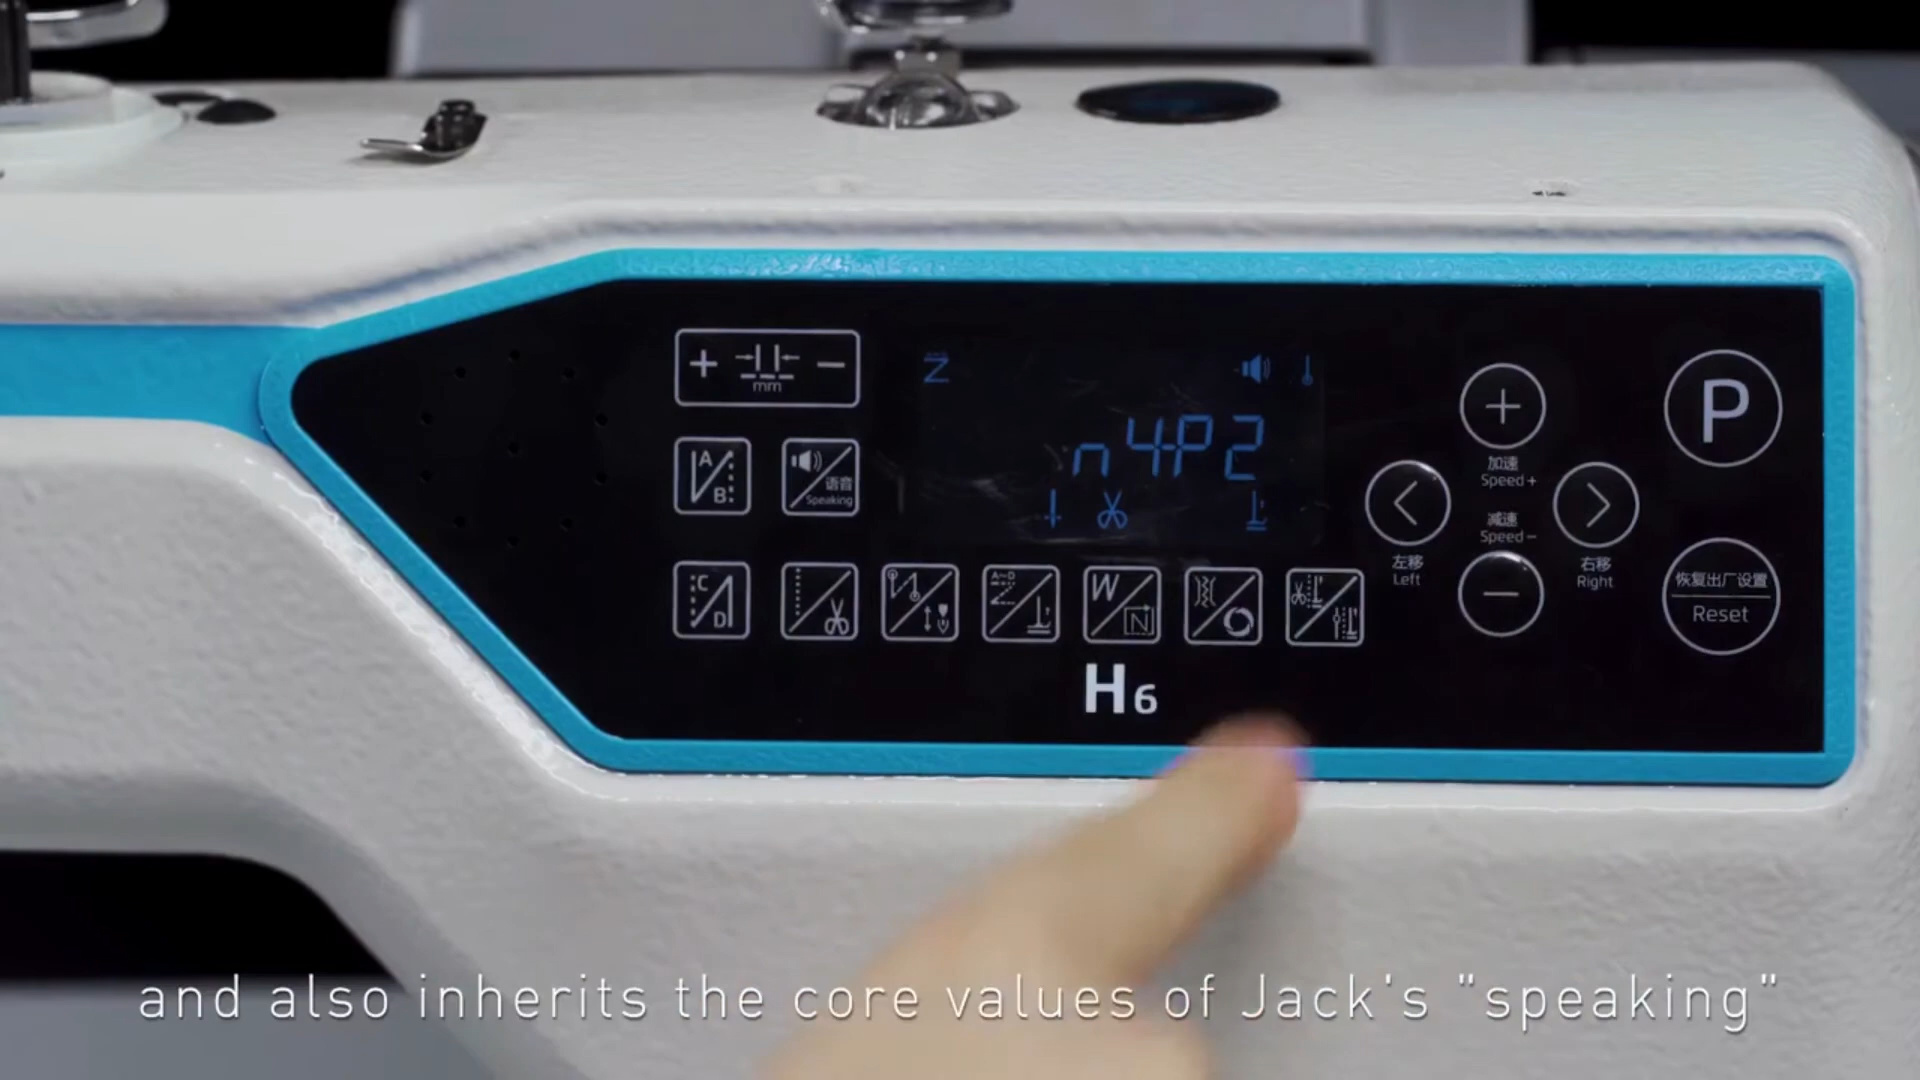 + mm −
A B
语音
Speaking
Z
n4P2
C D
A~D
W N
H6
+
加速
Speed +
减速
Speed −
−
左移
Left
右移
Right
P
恢复出厂设置
Reset
and also inherits the core values of Jack's "speaking"